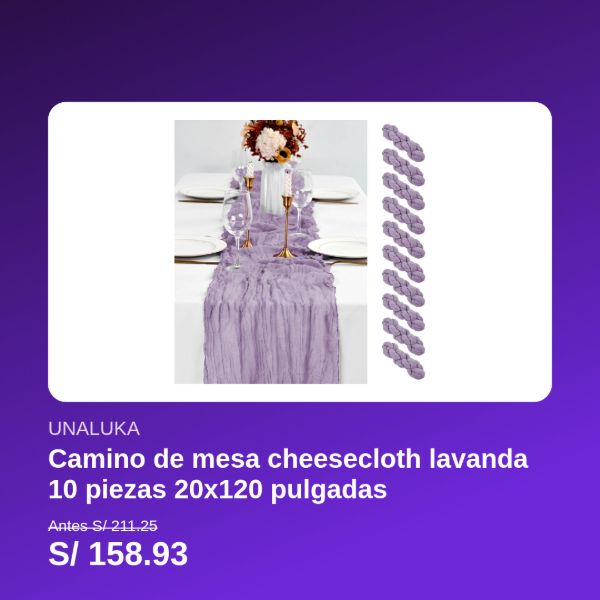 UNALUKA
Camino de mesa cheesecloth lavanda
10 piezas 20x120 pulgadas
Antes S/ 211.25
S/ 158.93